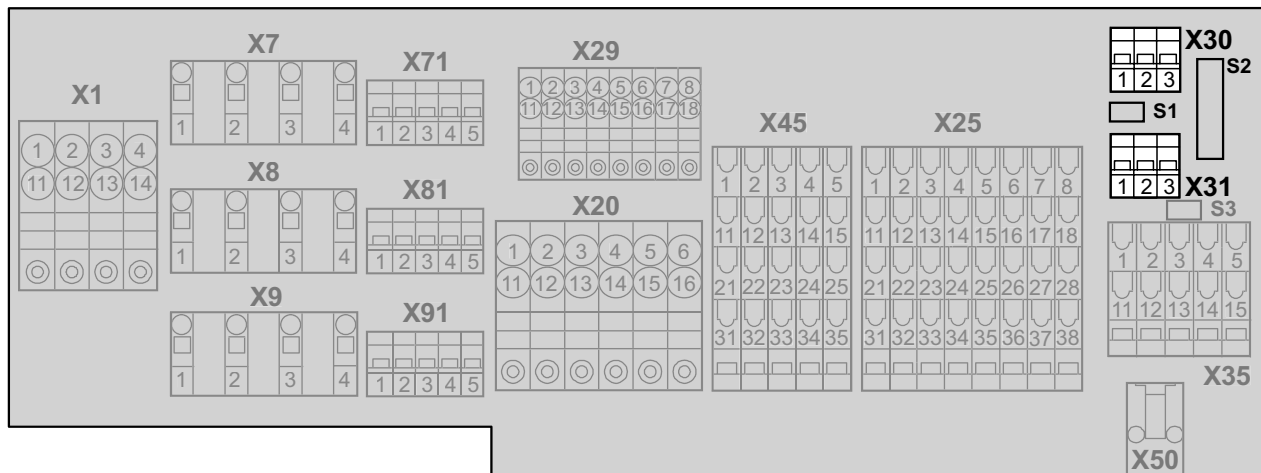 X1
1 2 3 4
11 12 13 14
X7
1 2 3 4
X8
1 2 3 4
X9
1 2 3 4
X71
1 2 3 4 5
X81
1 2 3 4 5
X91
1 2 3 4 5
X29
1 2 3 4 5 6 7 8
11 12 13 14 15 16 17 18
X20
1 2 3 4 5 6
11 12 13 14 15 16
X45
1 2 3 4 5
11 12 13 14 15
21 22 23 24 25
31 32 33 34 35
X25
1 2 3 4 5 6 7 8
11 12 13 14 15 16 17 18
21 22 23 24 25 26 27 28
31 32 33 34 35 36 37 38
X30
1 2 3
S2
S1
1 2 3
X31
S3
1 2 3 4 5
11 12 13 14 15
X35
X50